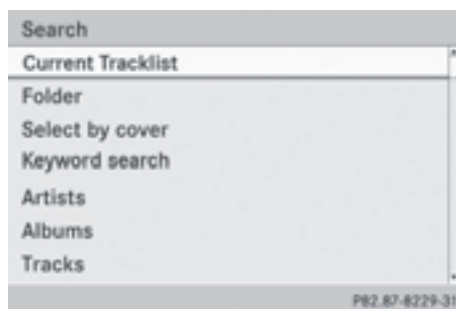 Search
Current Tracklist
Folder
Select by cover
Keyword search
Artists
Albums
Tracks
P82.87-8229-31